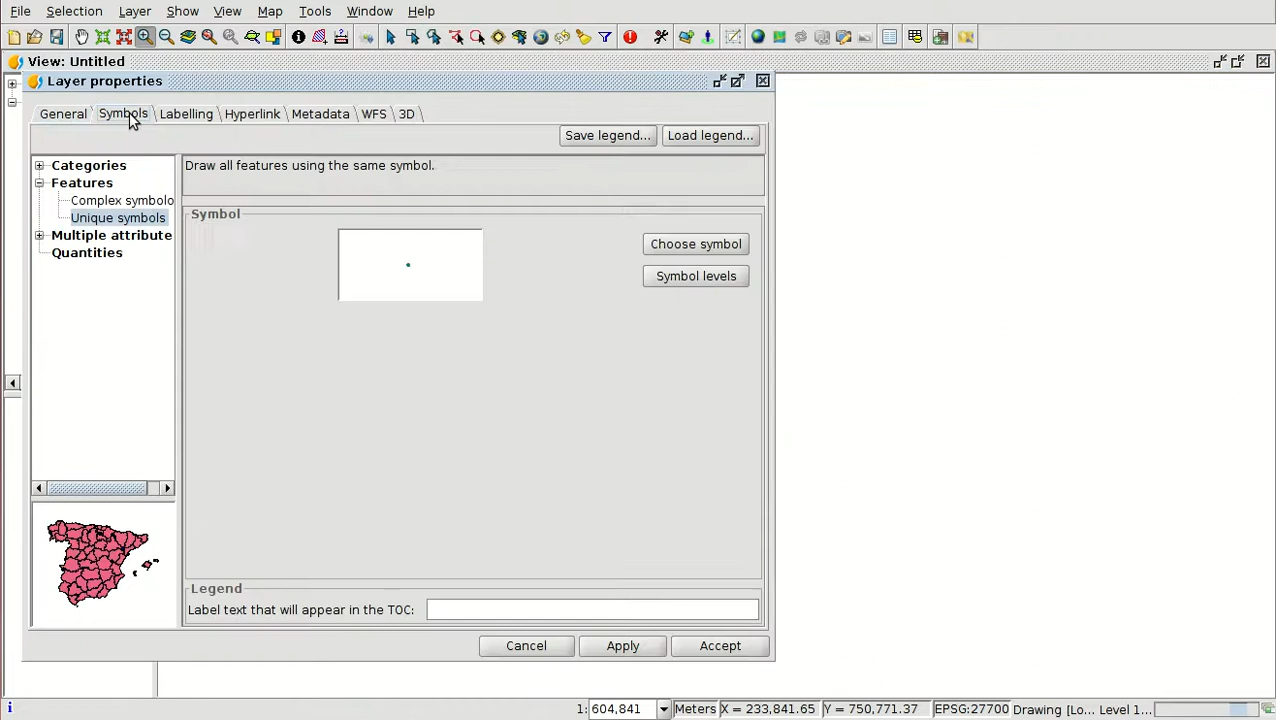 File Selection Layer Show View Map Tools Window Help
View: Untitled
Layer properties
General Symbols Labelling Hyperlink Metadata WFS 3D
Save legend... Load legend...
Categories
Features
Complex symbolo
Unique symbols
Multiple attribute
Quantities
Draw all features using the same symbol.
Symbol
Choose symbol
Symbol levels
Legend
Label text that will appear in the TOC:
Cancel Apply Accept
1: 604,841 Meters X = 233,841.65 Y = 750,771.37 EPSG:27700 Drawing [Lo... Level 1...